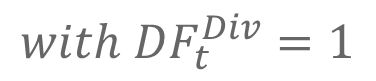 with $DF_t^{Div} = 1$